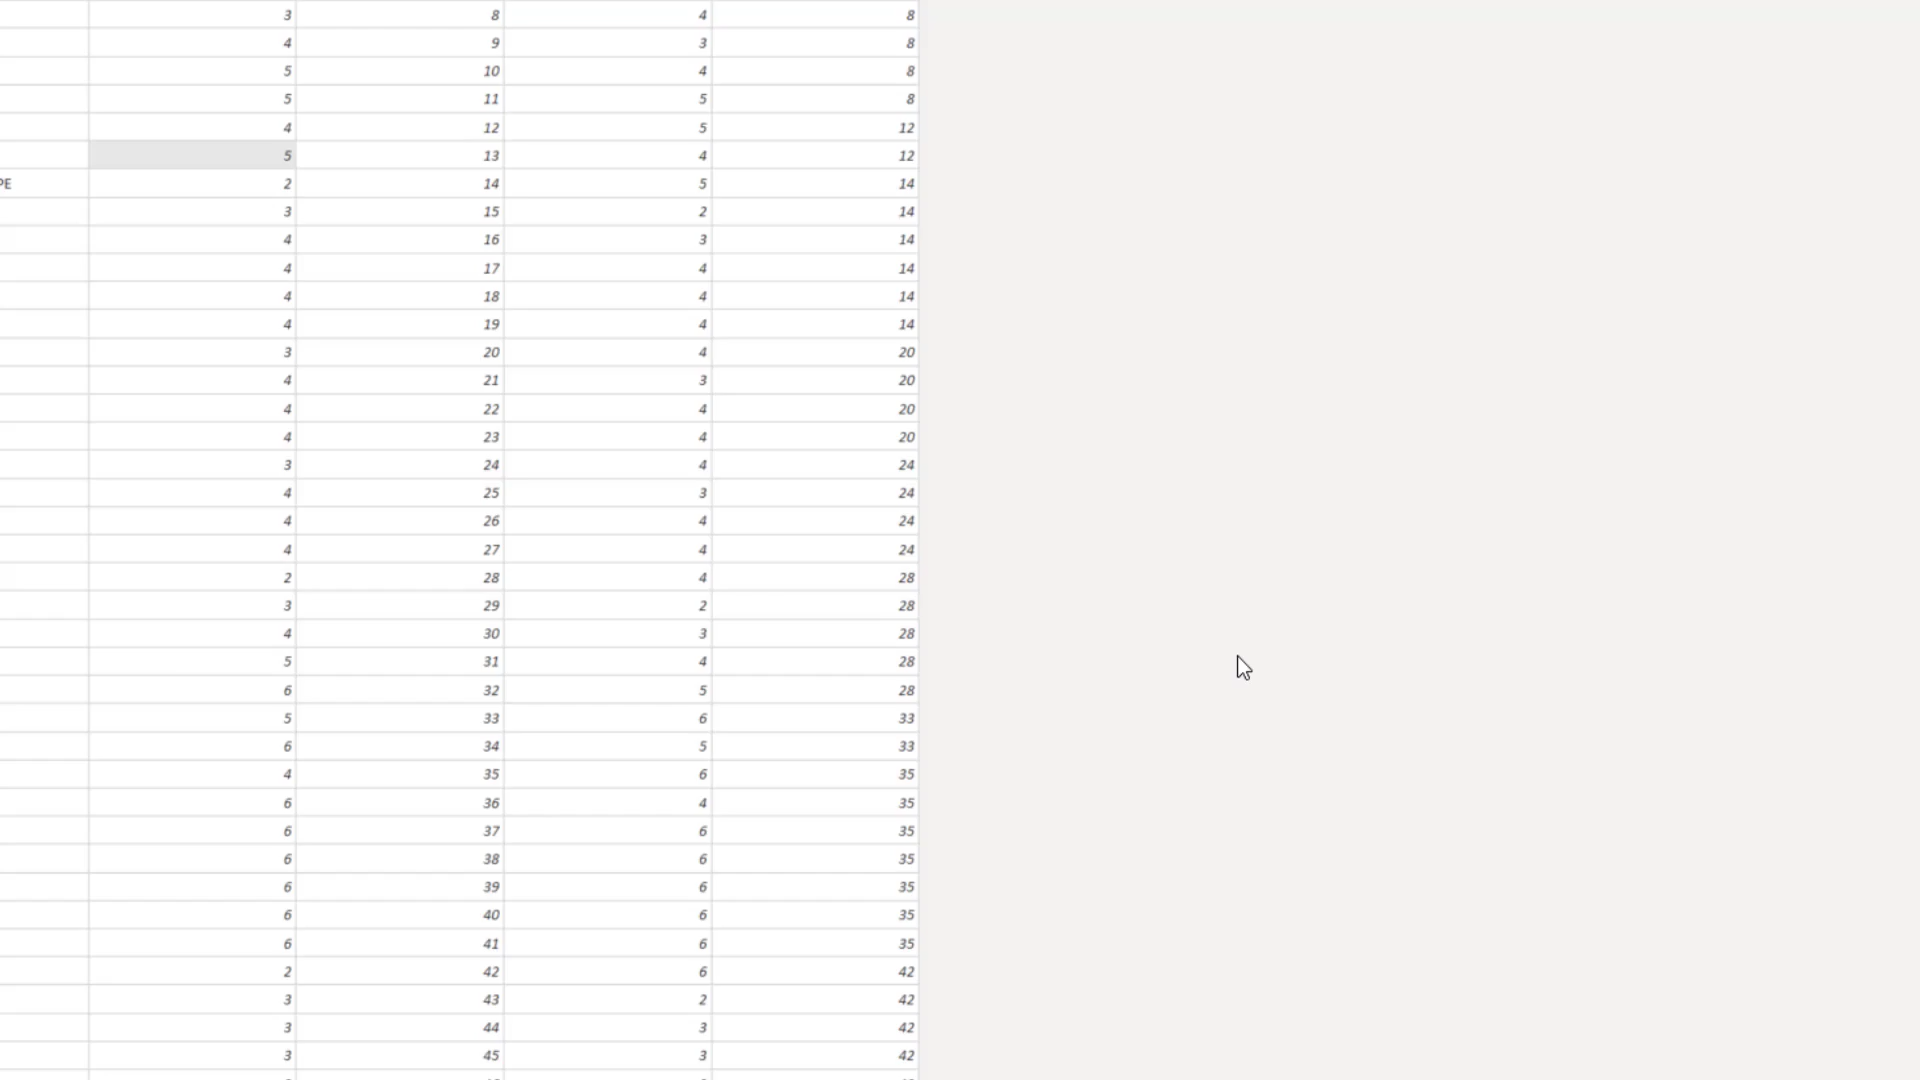 3 8 4 8
4 9 3 8
5 10 4 8
5 11 5 8
4 12 5 12
5 13 4 12
PE 2 14 5 14
3 15 2 14
4 16 3 14
4 17 4 14
4 18 4 14
4 19 4 14
3 20 4 20
4 21 3 20
4 22 4 20
4 23 4 20
3 24 4 24
4 25 3 24
4 26 4 24
4 27 4 24
2 28 4 28
3 29 2 28
4 30 3 28
5 31 4 28
6 32 5 28
5 33 6 33
6 34 5 33
4 35 6 35
6 36 4 35
6 37 6 35
6 38 6 35
6 39 6 35
6 40 6 35
6 41 6 35
2 42 6 42
3 43 2 42
3 44 3 42
3 45 3 42